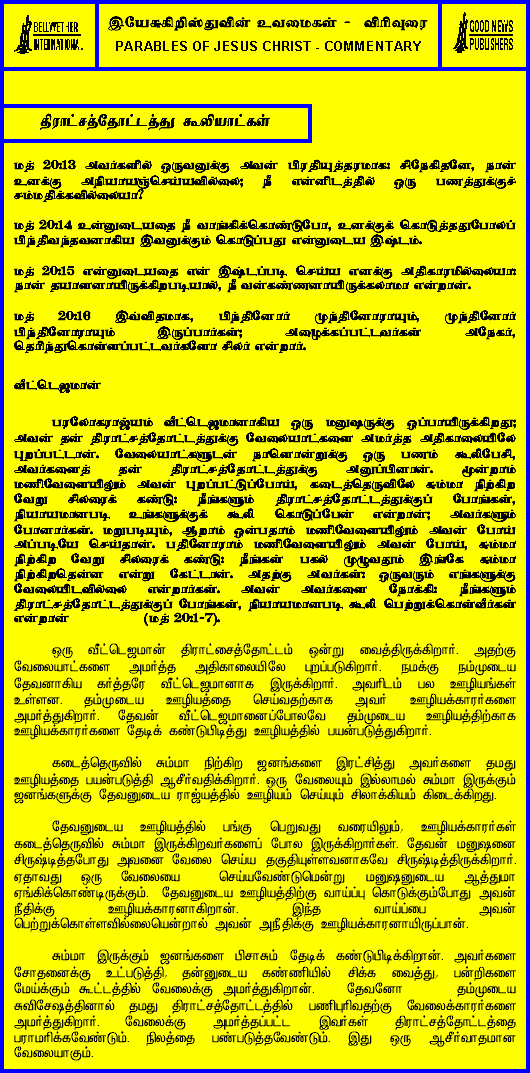 BELLWETHER
INTERNATIONAL
இயேசுகிறிஸ்துவின் உவமைகள் - விரிவுரை
PARABLES OF JESUS CHRIST - COMMENTARY
GOOD NEWS
PUBLISHERS
திராட்சத்தோட்டத்து கூலியாட்கள்
மத் 20:13 அவர்களில் ஒருவனுக்கு அவன் பிரதியுத்தரமாக: சிநேகிதனே, நான்
உனக்கு அநியாயஞ்செய்யவில்லை; நீ என்னிடத்தில் ஒரு பணத்துக்குச்
சம்மதிக்கவில்லையா?
மத் 20:14 உன்னுடையதை நீ வாங்கிக்கொண்டுபோ, உனக்குக் கொடுத்ததுபோலப்
பிந்திவந்தவனாகிய இவனுக்கும் கொடுப்பது என்னுடைய இஷ்டம்.
மத் 20:15 என்னுடையதை என் இஷ்டப்படி செய்ய எனக்கு அதிகாரமில்லையா:
நான் தயாளனாயிருக்கிறபடியால், நீ வன்கண்ணனாயிருக்கலாமா என்றான்.
மத் 20:16 இவ்விதமாக, பிந்தினோர் முந்தினோராயும், முந்தினோர்
பிந்தினோராயும் இருப்பார்கள்; அழைக்கப்பட்டவர்கள் அநேகர்,
தெரிந்துகொள்ளப்பட்டவர்களோ சிலர் என்றார்.
வீட்டெஜமான்
பரலோகராஜ்யம் வீட்டெஜமானாகிய ஒரு மனுஷருக்கு ஒப்பாயிருக்கிறது;
அவன் தன் திராட்சத்தோட்டத்துக்கு வேலையாட்களை அமர்த்த அதிகாலையிலே
புறப்பட்டான். வேலையாட்களுடன் நாளொன்றுக்கு ஒரு பணம் கூலிபேசி,
அவர்களைத் தன் திராட்சத்தோட்டத்துக்கு அனுப்பினான். மூன்றாம்
மணிவேளையிலும் அவன் புறப்பட்டுப்போய், கடைத்தெருவிலே சும்மா நிற்கிற
வேறு சிலரைக் கண்டு: நீங்களும் திராட்சத்தோட்டத்துக்குப் போங்கள்,
நியாயமானபடி உங்களுக்குக் கூலி கொடுப்பேன் என்றான்; அவர்களும்
போனார்கள். மறுபடியும், ஆறாம் ஒன்பதாம் மணிவேளையிலும் அவன் போய்
அப்படியே செய்தான். பதினோராம் மணிவேளையிலும் அவன் போய், சும்மா
நிற்கிற வேறு சிலரைக் கண்டு: நீங்கள் பகல் முழுவதும் இங்கே சும்மா
நிற்கிறதென்ன என்று கேட்டான். அதற்கு அவர்கள்: ஒருவரும் எங்களுக்கு
வேலையிடவில்லை என்றார்கள். அவன் அவர்களை நோக்கி: நீங்களும்
திராட்சத்தோட்டத்துக்குப் போங்கள், நியாயமானபடி கூலி பெற்றுக்கொள்வீர்கள்
என்றான் (மத் 20:1-7).
ஒரு வீட்டெஜமான் திராட்சைத்தோட்டம் ஒன்று வைத்திருக்கிறார். அதற்கு
வேலையாட்களை அமர்த்த அதிகாலையிலே புறப்படுகிறார். நமக்கு நம்முடைய
தேவனாகிய கர்த்தரே வீட்டெஜமானாக இருக்கிறார். அவரிடம் பல ஊழியங்கள்
உள்ளன. தம்முடைய ஊழியத்தை செய்வதற்காக அவர் ஊழியக்காரர்களை
அமர்த்துகிறார். தேவன் வீட்டெஜமானைப்போலவே தம்முடைய ஊழியத்திற்காக
ஊழியக்காரர்களை தேடிக் கண்டுபிடித்து ஊழியத்தில் பயன்படுத்துகிறார்.
கடைத்தெருவில் சும்மா நிற்கிற ஜனங்களை இரட்சித்து அவர்களை தமது
ஊழியத்தை பயன்படுத்தி ஆசீர்வதிக்கிறார். ஒரு வேலையும் இல்லாமல் சும்மா இருக்கும்
ஜனங்களுக்கு தேவனுடைய ராஜ்யத்தில் ஊழியம் செய்யும் சிலாக்கியம் கிடைக்கிறது.
தேவனுடைய ஊழியத்தில் பங்கு பெறுவது வரையிலும், ஊழியக்காரர்கள்
கடைத்தெருவில் சும்மா இருக்கிறவர்களைப் போல இருக்கிறார்கள். தேவன் மனுஷனை
சிருஷ்டித்தபோது அவனை வேலை செய்ய தகுதியுள்ளவனாகவே சிருஷ்டித்திருக்கிறார்.
ஏதாவது ஒரு வேலையை செய்யவேண்டுமென்று மனுஷனுடைய ஆத்துமா
ஏங்கிக்கொண்டிருக்கும். தேவனுடைய ஊழியத்திற்கு வாய்ப்பு கொடுக்கும்போது அவன்
நீதிக்கு ஊழியக்காரனாகிறான். இந்த வாய்ப்பை அவன்
பெற்றுக்கொள்ளவில்லையென்றால் அவன் அநீதிக்கு ஊழியக்காரனாயிருப்பான்.
சும்மா இருக்கும் ஜனங்களை பிசாசும் தேடிக் கண்டுபிடிக்கிறான். அவர்களை
சோதனைக்கு உட்படுத்தி, தன்னுடைய கண்ணியில் சிக்க வைத்து, பன்றிகளை
மேய்க்கும் கூட்டத்தில் வேலைக்கு அமர்த்துகிறான். தேவனோ தம்முடைய
சுவிசேஷத்தினால் தமது திராட்சத்தோட்டத்தில் பணிபுரிவதற்கு வேலைக்காரர்களை
அமர்த்துகிறார். வேலைக்கு அமர்த்தப்பட்ட இவர்கள் திராட்சத்தோட்டத்தை
பராமரிக்கவேண்டும். நிலத்தை பண்படுத்தவேண்டும். இது ஒரு ஆசீர்வாதமான
வேலையாகும்.